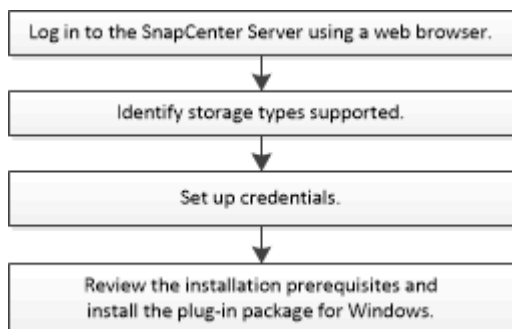 Log in to the SnapCenter Server using a web browser.
Identify storage types supported.
Set up credentials.
Review the installation prerequisites and
install the plug-in package for Windows.